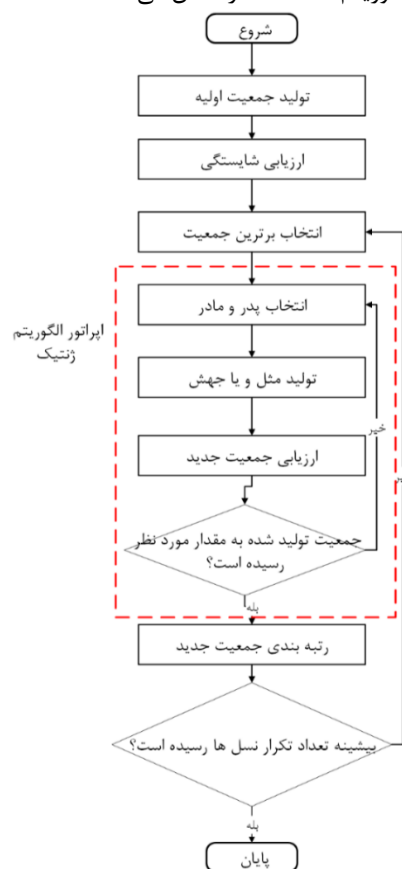 شروع
تولید جمعیت اولیه
ارزیابی شایستگی
انتخاب برترین جمعیت
انتخاب پدر و مادر
اپراتور الگوریتم
ژنتیک
تولید مثل و یا جهش
خیر
ارزیابی جمعیت جدید
جمعیت تولید شده به مقدار مورد نظر
رسیده است؟
بله
رتبه بندی جمعیت جدید
بیشینه تعداد تکرار نسل ها رسیده است؟
بله
پایان